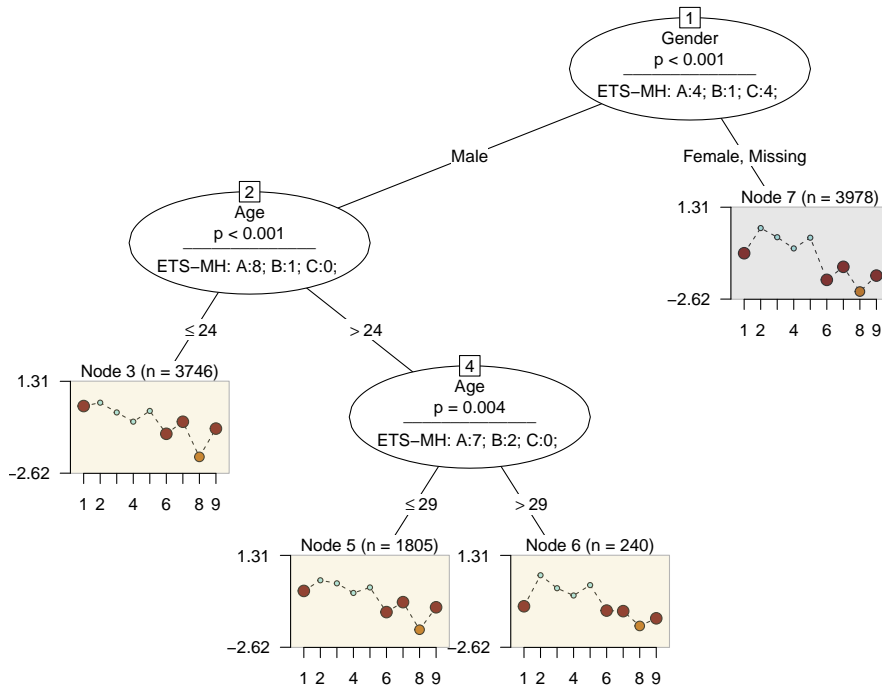 1
Gender
p < 0.001
ETS−MH: A:4; B:1; C:4;
Male
Female, Missing
2
Age
p < 0.001
ETS−MH: A:8; B:1; C:0;
Node 7 (n = 3978)
1.31
−2.62
1 2 4 6 8 9
≤ 24
> 24
Node 3 (n = 3746)
1.31
−2.62
1 2 4 6 8 9
4
Age
p = 0.004
ETS−MH: A:7; B:2; C:0;
≤ 29
> 29
Node 5 (n = 1805)
1.31
−2.62
1 2 4 6 8 9
Node 6 (n = 240)
1.31
−2.62
1 2 4 6 8 9